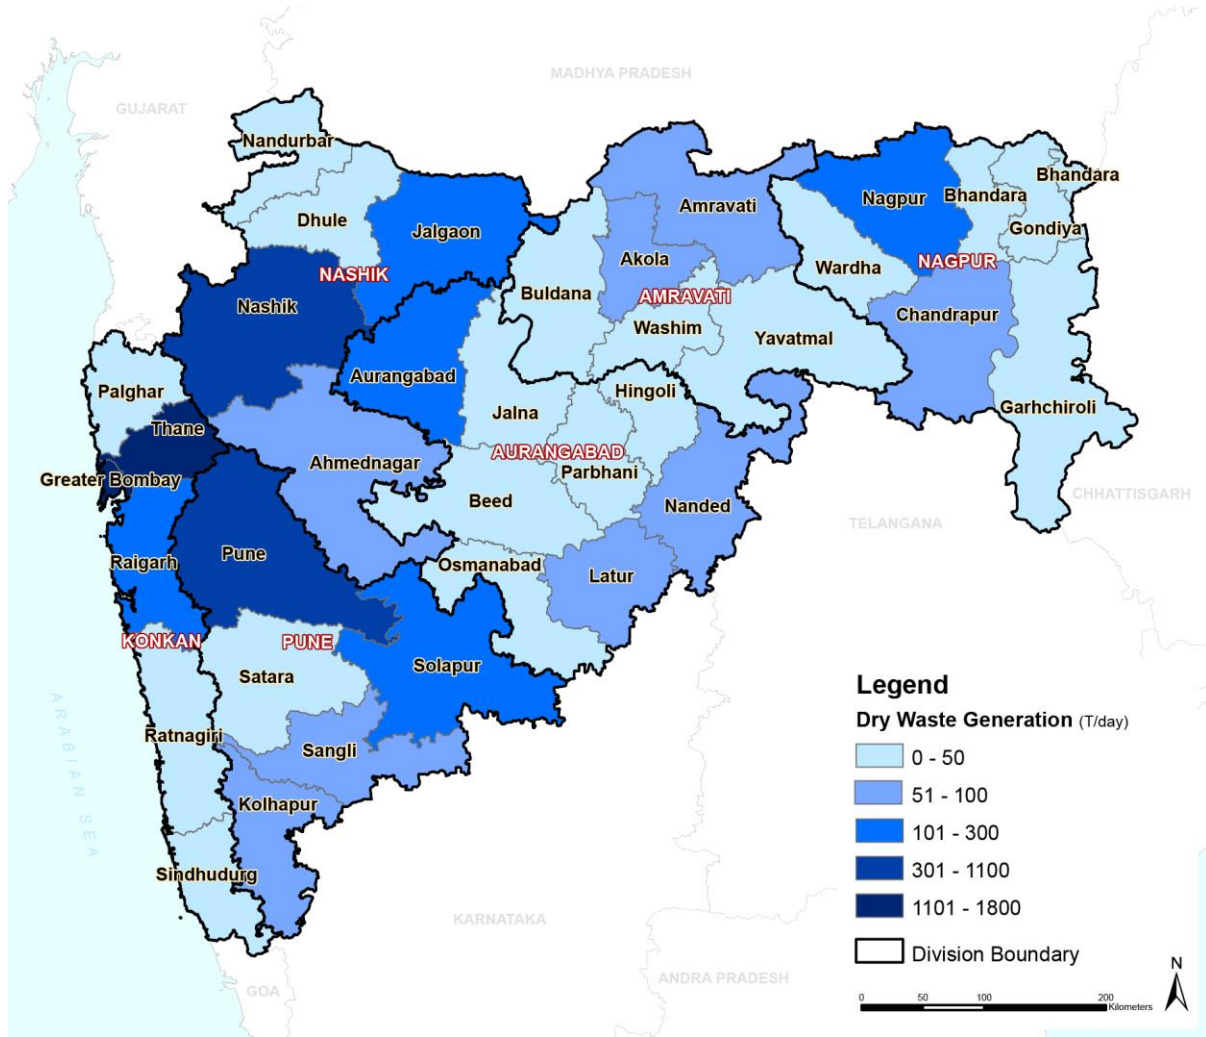 MADHYA PRADESH
GUJARAT
Nandurbar
Bhandara
Bhandara
Nagpur
Amravati
Dhule
Jalgaon
Gondiya
Akola
NAGPUR
Wardha
NASHIK
Buldana
AMRAVATI
Nashik
Chandrapur
Washim
Yavatmal
Aurangabad
Palghar
Hingoli
Jalna
Garhchiroli
Thane
AURANGABAD
Ahmednagar
Parbhani
Greater Bombay
CHHATTISGARH
Beed
Nanded
TELANGANA
Pune
Raigarh
Osmanabad
Latur
KONKAN
PUNE
Solapur
Satara
Ratnagiri
Sangli
ARABIAN SEA
Kolhapur
Sindhudurg
KARNATAKA
ANDRA PRADESH
GOA
Legend
Dry Waste Generation (T/day)
0 - 50
51 - 100
101 - 300
301 - 1100
1101 - 1800
Division Boundary
N
0 50 100 200
Kilometers